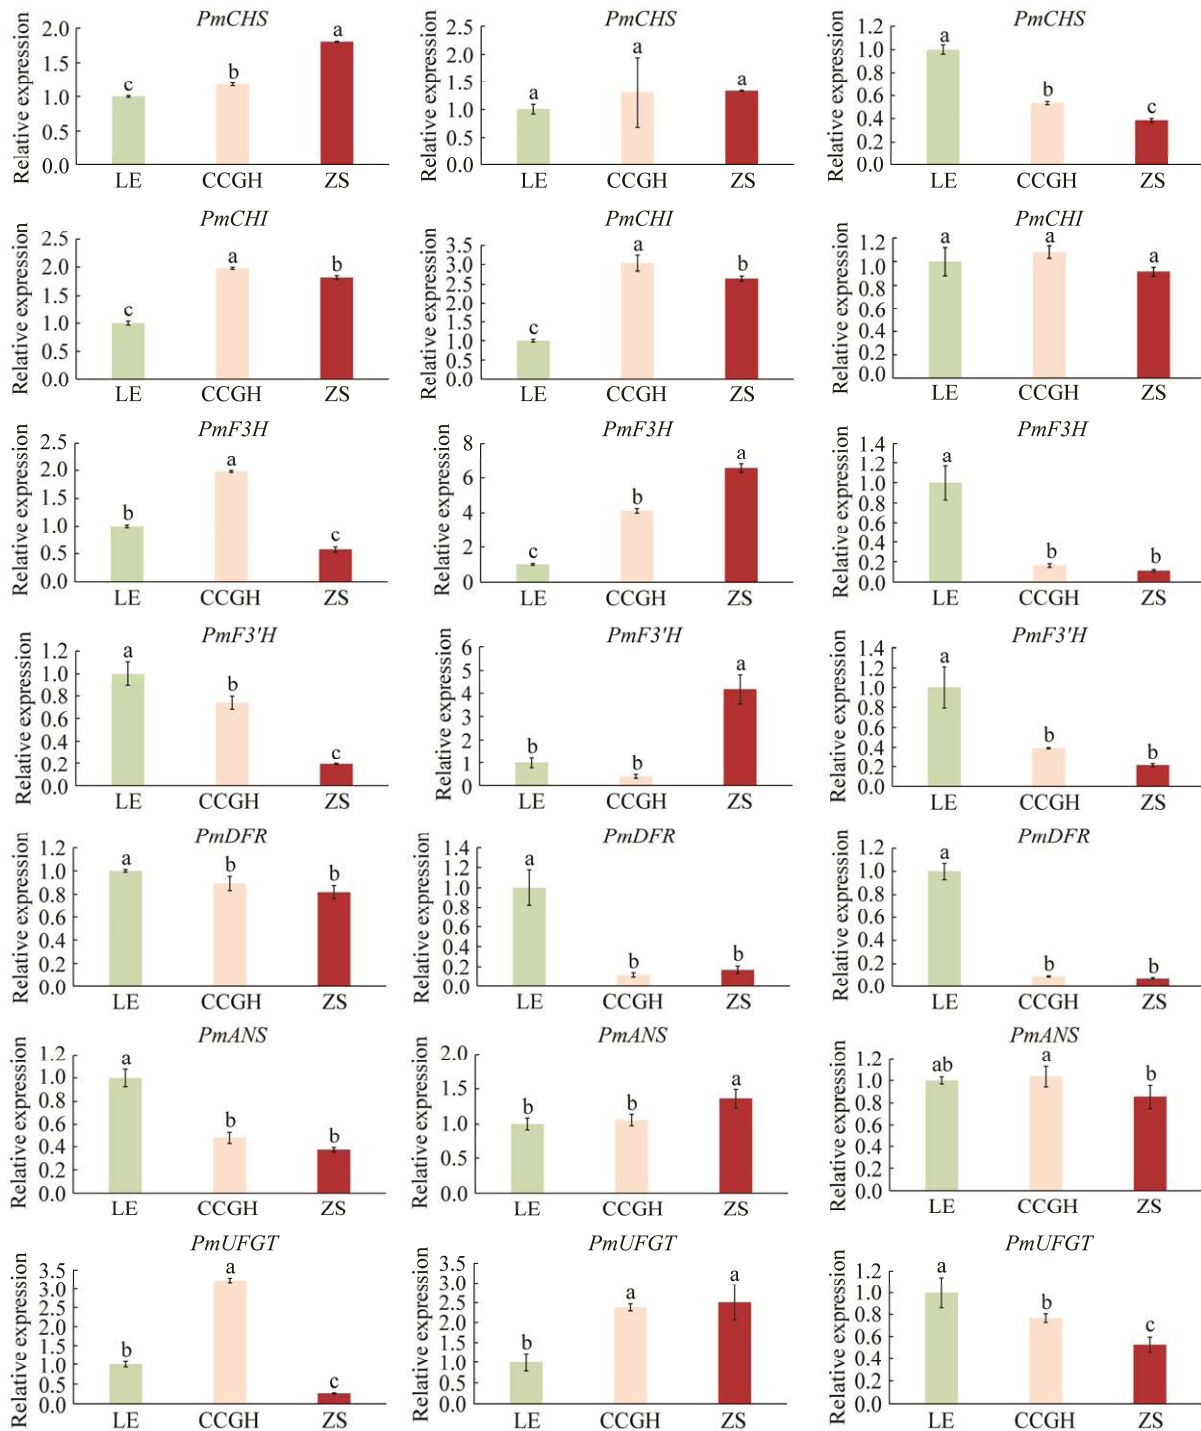 PmCHS
Relative expression
2.0
1.5
1.0
0.5
0.0
c
b
a
LE CCGH ZS
PmCHS
Relative expression
2.5
2.0
1.5
1.0
0.5
0.0
a
a
a
LE CCGH ZS
PmCHS
Relative expression
1.2
1.0
0.8
0.6
0.4
0.2
0.0
a
b
c
LE CCGH ZS
PmCHI
Relative expression
2.5
2.0
1.5
1.0
0.5
0.0
c
a
b
LE CCGH ZS
PmCHI
Relative expression
3.5
3.0
2.5
2.0
1.5
1.0
0.5
0.0
c
a
b
LE CCGH ZS
PmCHI
Relative expression
1.2
1.0
0.8
0.6
0.4
0.2
0.0
a
a
a
LE CCGH ZS
PmF3H
Relative expression
2.5
2.0
1.5
1.0
0.5
0.0
b
a
c
LE CCGH ZS
PmF3H
Relative expression
8
6
4
2
0
c
b
a
LE CCGH ZS
PmF3H
Relative expression
1.4
1.2
1.0
0.8
0.6
0.4
0.2
0.0
a
b
b
LE CCGH ZS
PmF3'H
Relative expression
1.2
1.0
0.8
0.6
0.4
0.2
0.0
a
b
c
LE CCGH ZS
PmF3'H
Relative expression
6
5
4
3
2
1
0
b
b
a
LE CCGH ZS
PmF3'H
Relative expression
1.4
1.2
1.0
0.8
0.6
0.4
0.2
0.0
a
b
b
LE CCGH ZS
PmDFR
Relative expression
1.2
1.0
0.8
0.6
0.4
0.2
0.0
a
b
b
LE CCGH ZS
PmDFR
Relative expression
1.4
1.2
1.0
0.8
0.6
0.4
0.2
0.0
a
b
b
LE CCGH ZS
PmDFR
Relative expression
1.2
1.0
0.8
0.6
0.4
0.2
0.0
a
b
b
LE CCGH ZS
PmANS
Relative expression
1.2
1.0
0.8
0.6
0.4
0.2
0.0
a
b
b
LE CCGH ZS
PmANS
Relative expression
2.0
1.5
1.0
0.5
0.0
b
b
a
LE CCGH ZS
PmANS
Relative expression
1.2
1.0
0.8
0.6
0.4
0.2
0.0
ab
a
b
LE CCGH ZS
PmUFGT
Relative expression
3.5
3.0
2.5
2.0
1.5
1.0
0.5
0.0
b
a
c
LE CCGH ZS
PmUFGT
Relative expression
3.5
3.0
2.5
2.0
1.5
1.0
0.5
0.0
b
a
a
LE CCGH ZS
PmUFGT
Relative expression
1.2
1.0
0.8
0.6
0.4
0.2
0.0
a
b
c
LE CCGH ZS